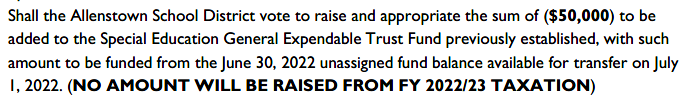 Shall the Allenstown School District vote to raise and appropriate the sum of ($50,000) to be
added to the Special Education General Expendable Trust Fund previously established, with such
amount to be funded from the June 30, 2022 unassigned fund balance available for transfer on July
1, 2022. (NO AMOUNT WILL BE RAISED FROM FY 2022/23 TAXATION)